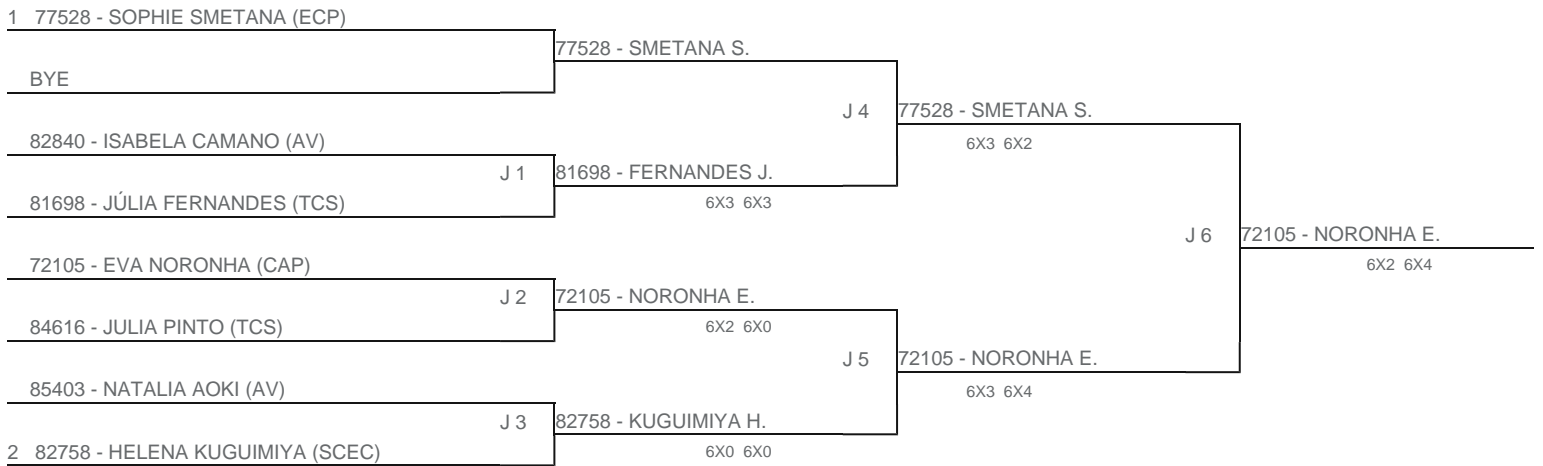 1 77528 - SOPHIE SMETANA (ECP)
77528 - SMETANA S.
BYE
J 4 77528 - SMETANA S.
82840 - ISABELA CAMANO (AV)
6X3 6X2
J 1 81698 - FERNANDES J.
81698 - JÚLIA FERNANDES (TCS)
6X3 6X3
J 6 72105 - NORONHA E.
72105 - EVA NORONHA (CAP)
6X2 6X4
J 2 72105 - NORONHA E.
84616 - JULIA PINTO (TCS)
6X2 6X0
J 5 72105 - NORONHA E.
85403 - NATALIA AOKI (AV)
6X3 6X4
J 3 82758 - KUGUIMIYA H.
2 82758 - HELENA KUGUIMIYA (SCEC)
6X0 6X0